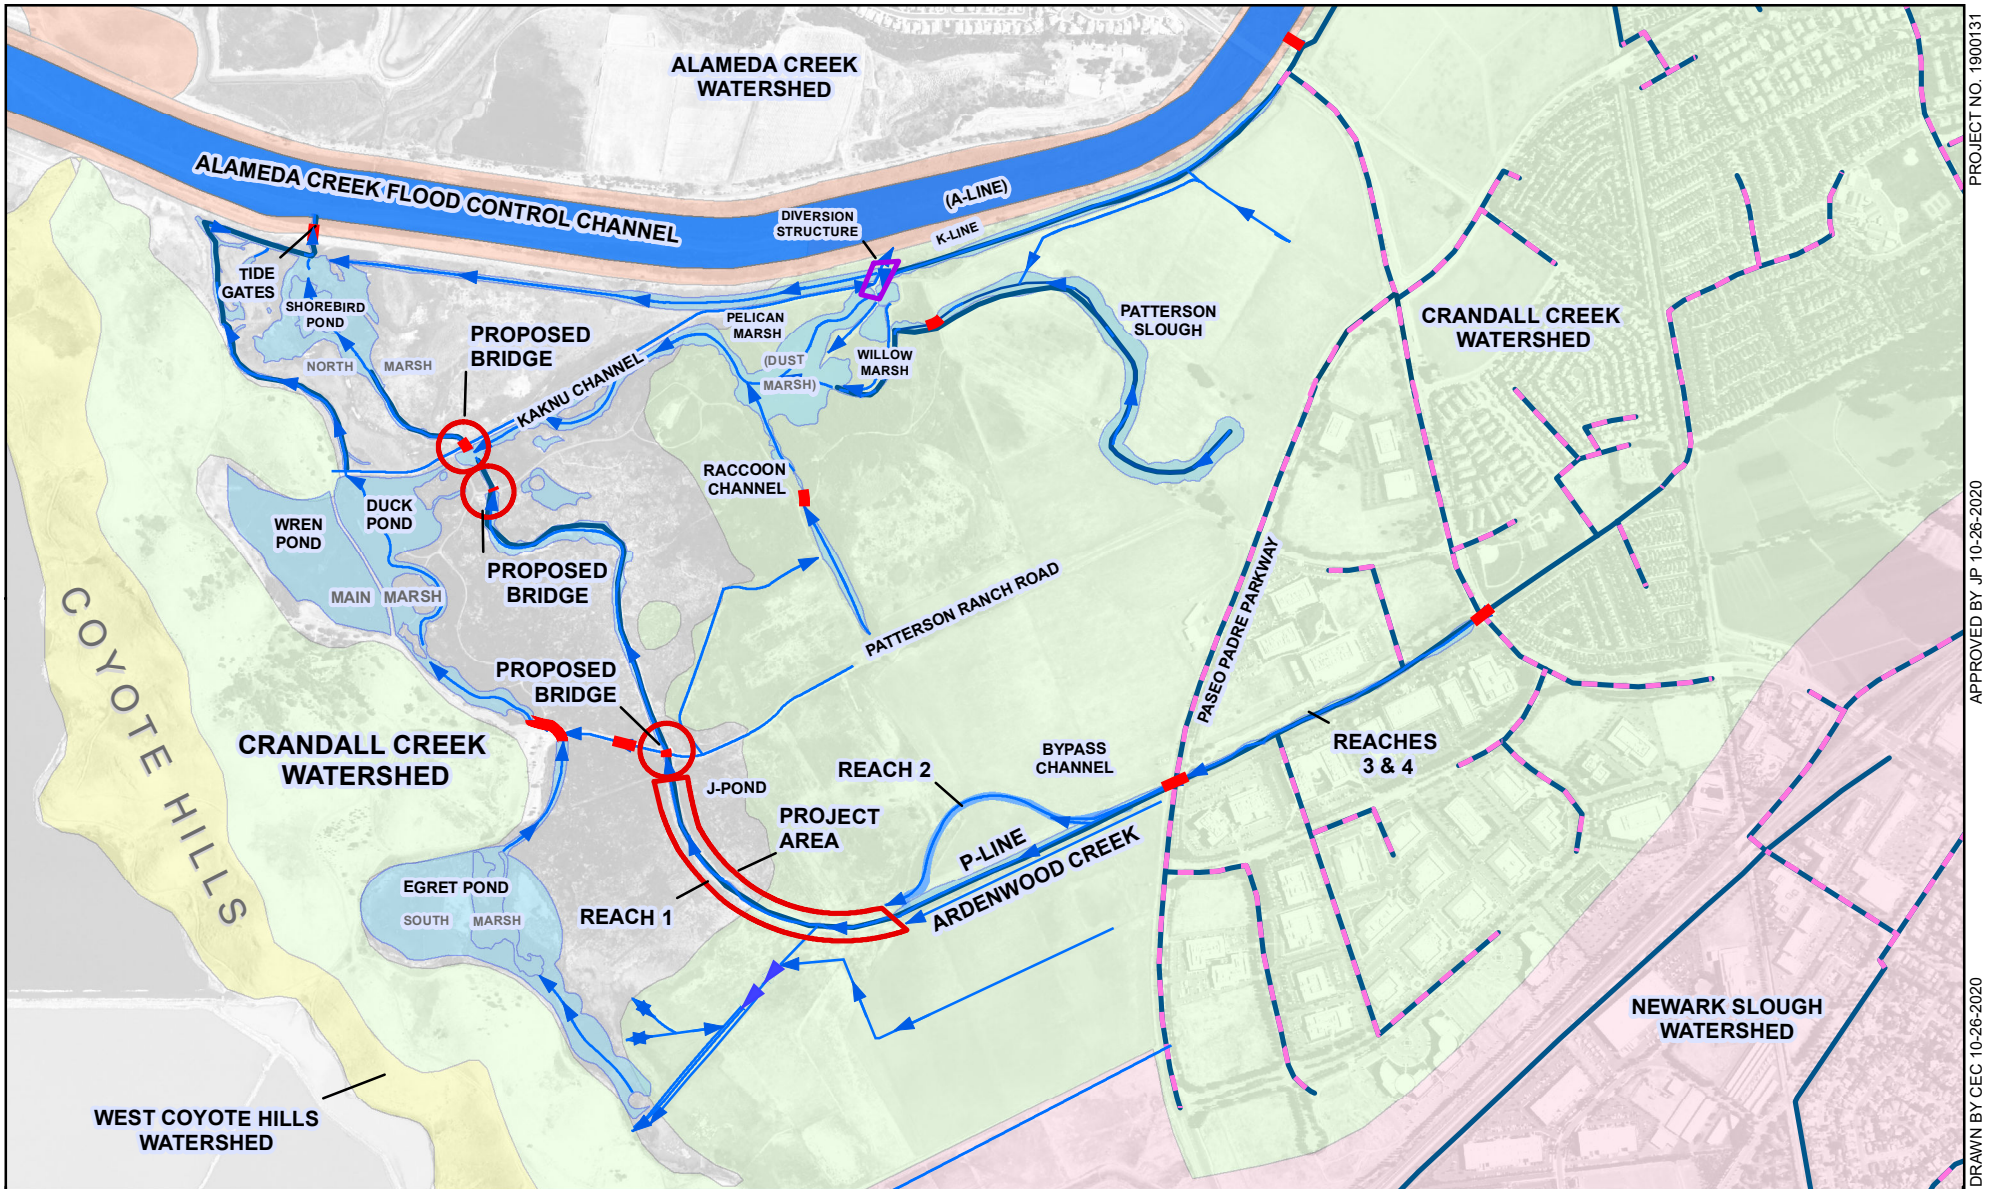 ALAMEDA CREEK
WATERSHED
ALAMEDA CREEK FLOOD CONTROL CHANNEL
(A-LINE)
K-LINE
DIVERSION
STRUCTURE
TIDE
GATES
SHOREBIRD
POND
NORTH MARSH
PROPOSED
BRIDGE
KAKNU CHANNEL
PELICAN
MARSH
(DUST
MARSH)
WILLOW
MARSH
PATTERSON
SLOUGH
CRANDALL CREEK
WATERSHED
RACCOON
CHANNEL
DUCK
POND
WREN
POND
MAIN MARSH
PROPOSED
BRIDGE
PATTERSON RANCH ROAD
PASEO PADRE PARKWAY
COYOTE HILLS
PROPOSED
BRIDGE
CRANDALL CREEK
WATERSHED
J-POND
PROJECT
AREA
REACH 2
BYPASS
CHANNEL
REACHES
3 & 4
P-LINE
ARDENWOOD CREEK
EGRET POND
SOUTH MARSH
REACH 1
NEWARK SLOUGH
WATERSHED
WEST COYOTE HILLS
WATERSHED
PROJECT NO. 1900131
APPROVED BY JP 10-26-2020
DRAWN BY CEC 10-26-2020